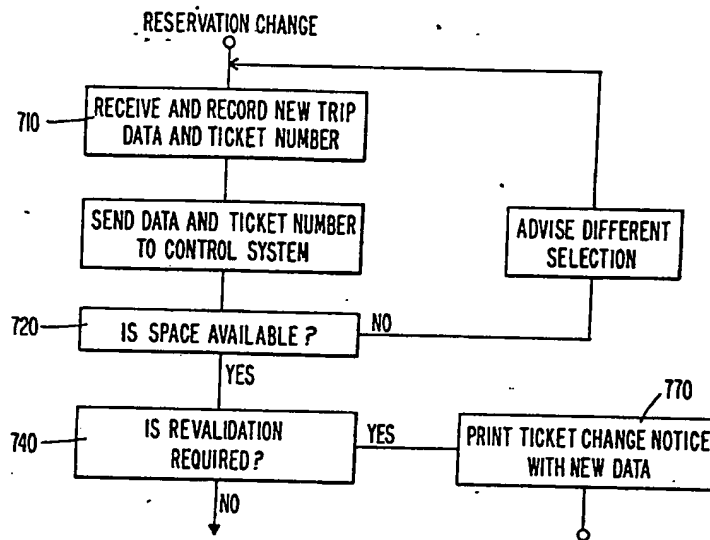 RESERVATION CHANGE
710
RECEIVE AND RECORD NEW TRIP
DATA AND TICKET NUMBER
SEND DATA AND TICKET NUMBER
TO CONTROL SYSTEM
ADVISE DIFFERENT
SELECTION
720
IS SPACE AVAILABLE?
NO
YES
740
IS REVALIDATION
REQUIRED?
YES
770
PRINT TICKET CHANGE NOTICE
WITH NEW DATA
NO